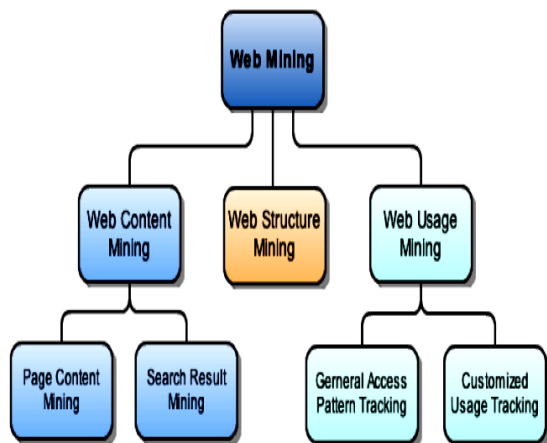 Web Mining
Web Content
Mining
Web Structure
Mining
Web Usage
Mining
Page Content
Mining
Search Result
Mining
Gerneral Access
Pattern Tracking
Customized
Usage Tracking